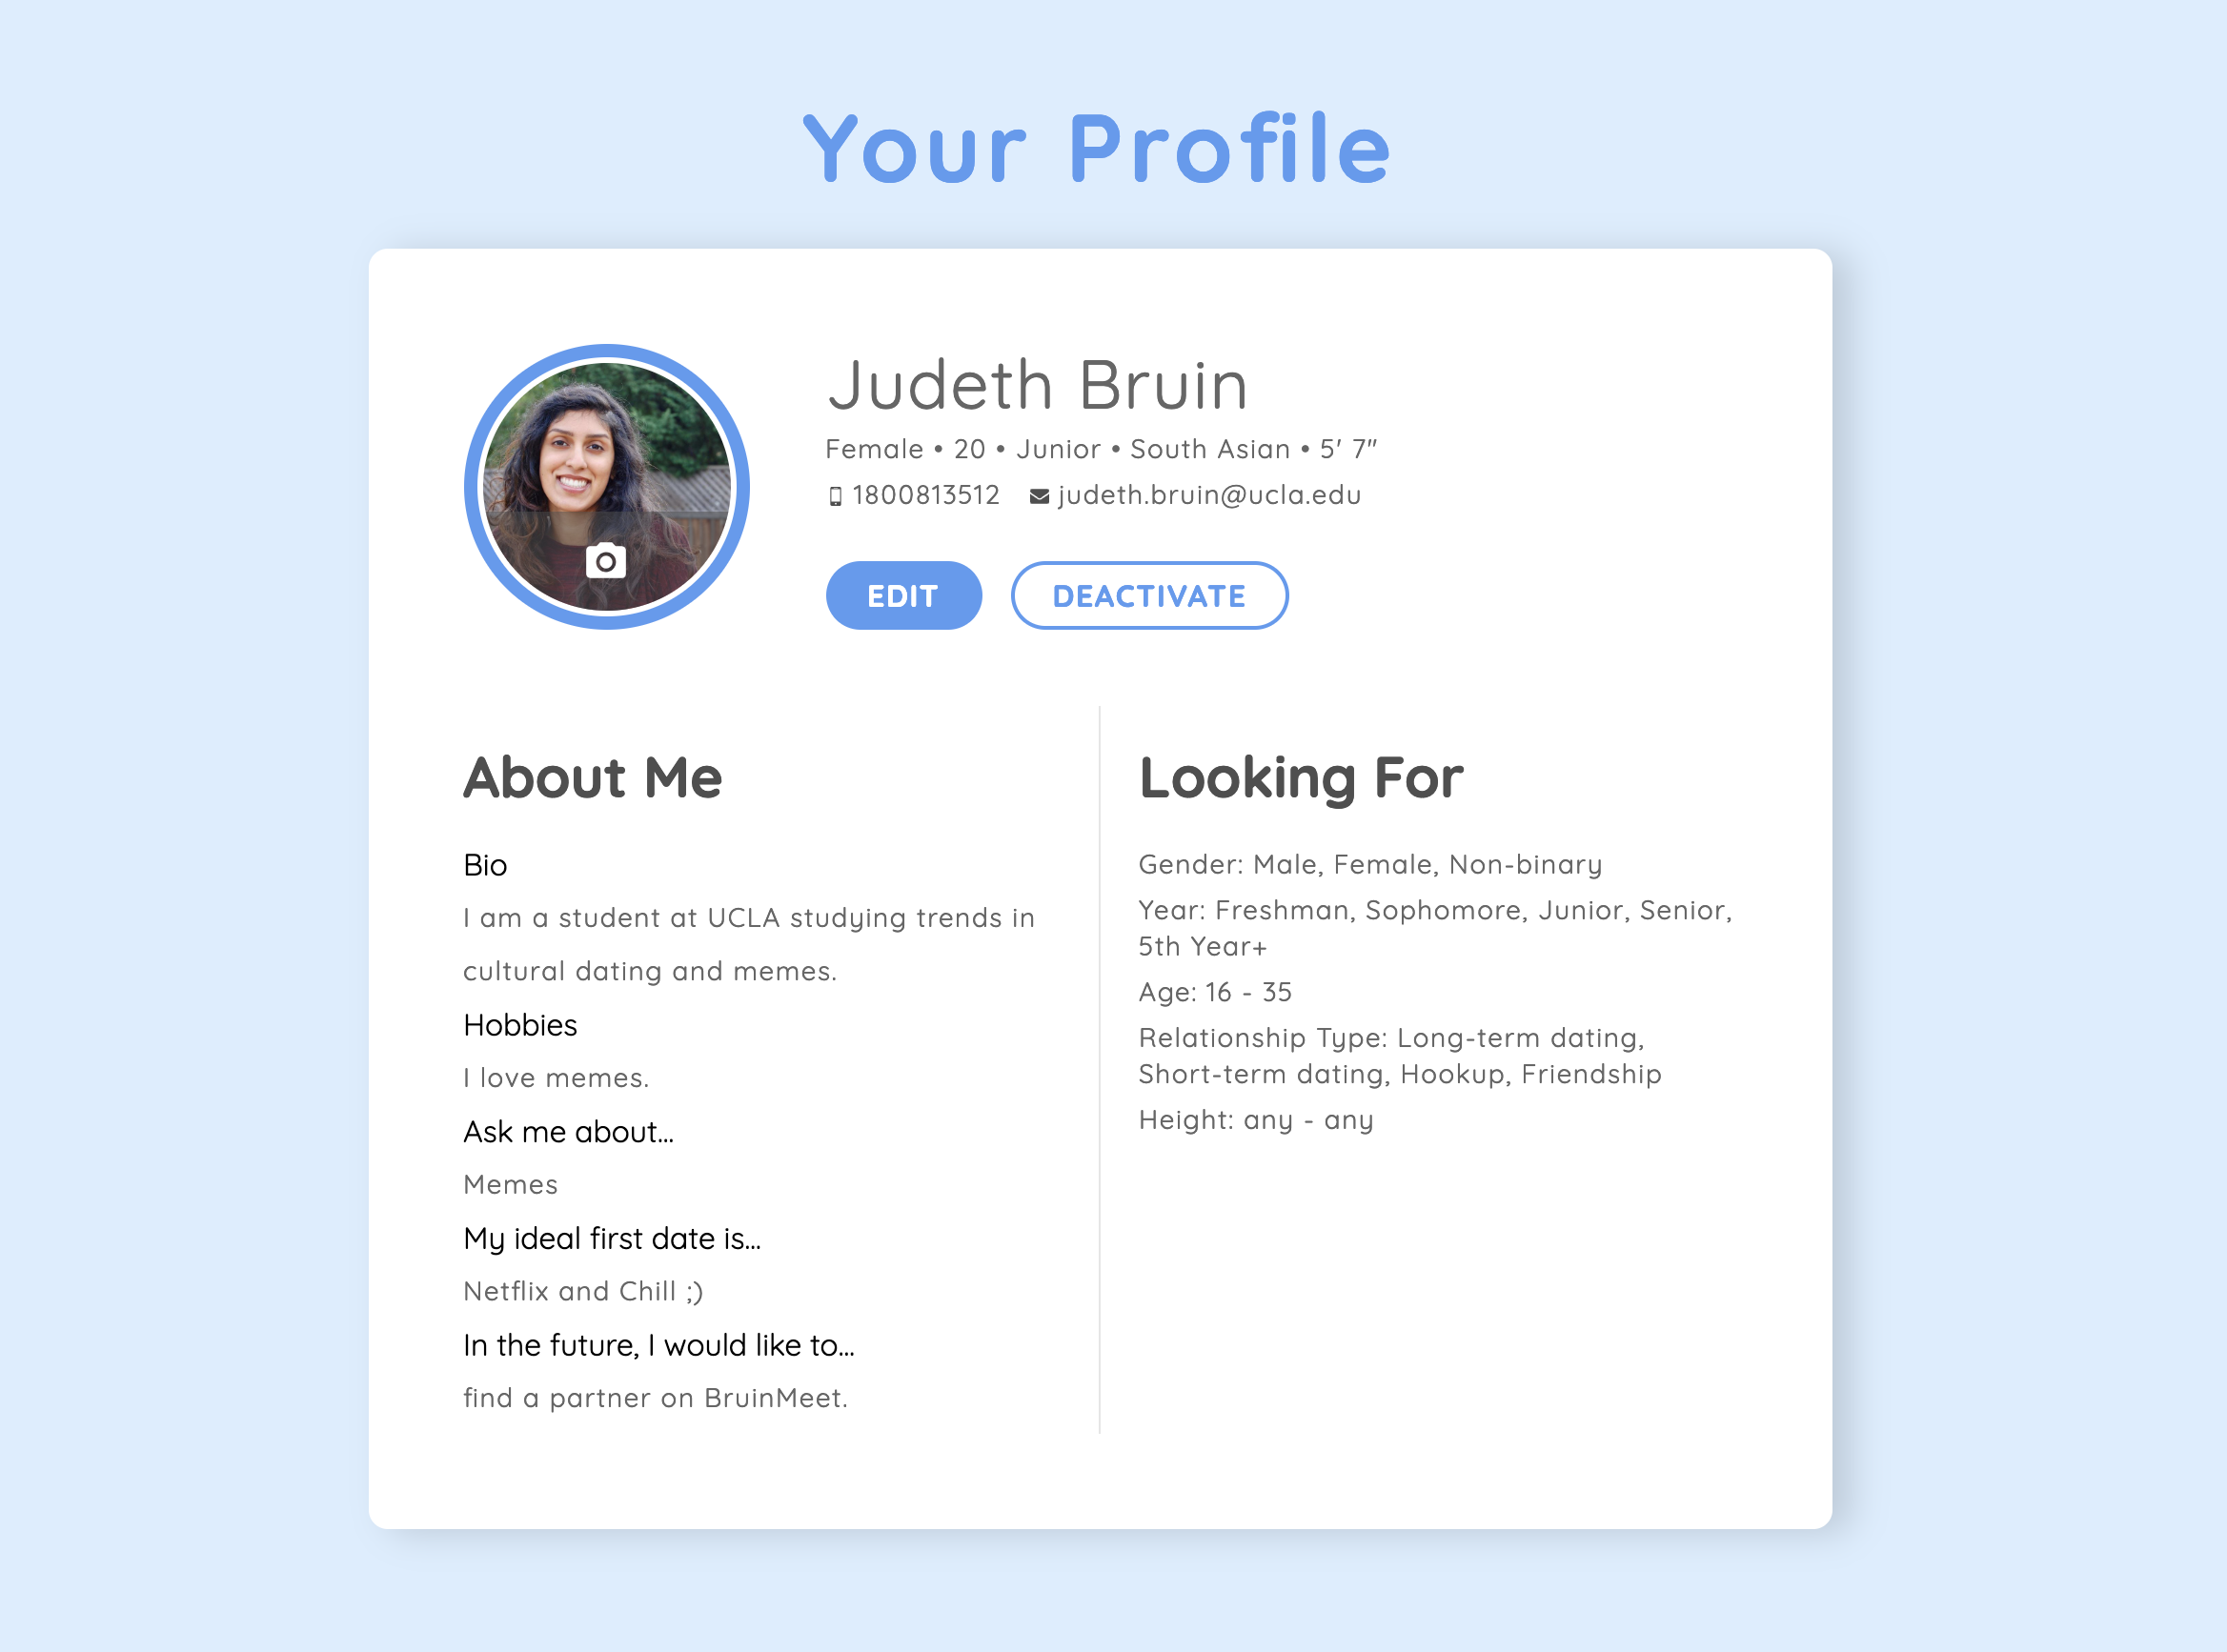 Your Profile
Judeth Bruin
Female • 20 • Junior • South Asian • 5' 7"
1800813512 judeth.bruin@ucla.edu
EDIT DEACTIVATE
About Me
Bio
I am a student at UCLA studying trends in
cultural dating and memes.
Hobbies
I love memes.
Ask me about...
Memes
My ideal first date is...
Netflix and Chill ;)
In the future, I would like to...
find a partner on BruinMeet.
Looking For
Gender: Male, Female, Non-binary
Year: Freshman, Sophomore, Junior, Senior,
5th Year+
Age: 16 - 35
Relationship Type: Long-term dating,
Short-term dating, Hookup, Friendship
Height: any - any